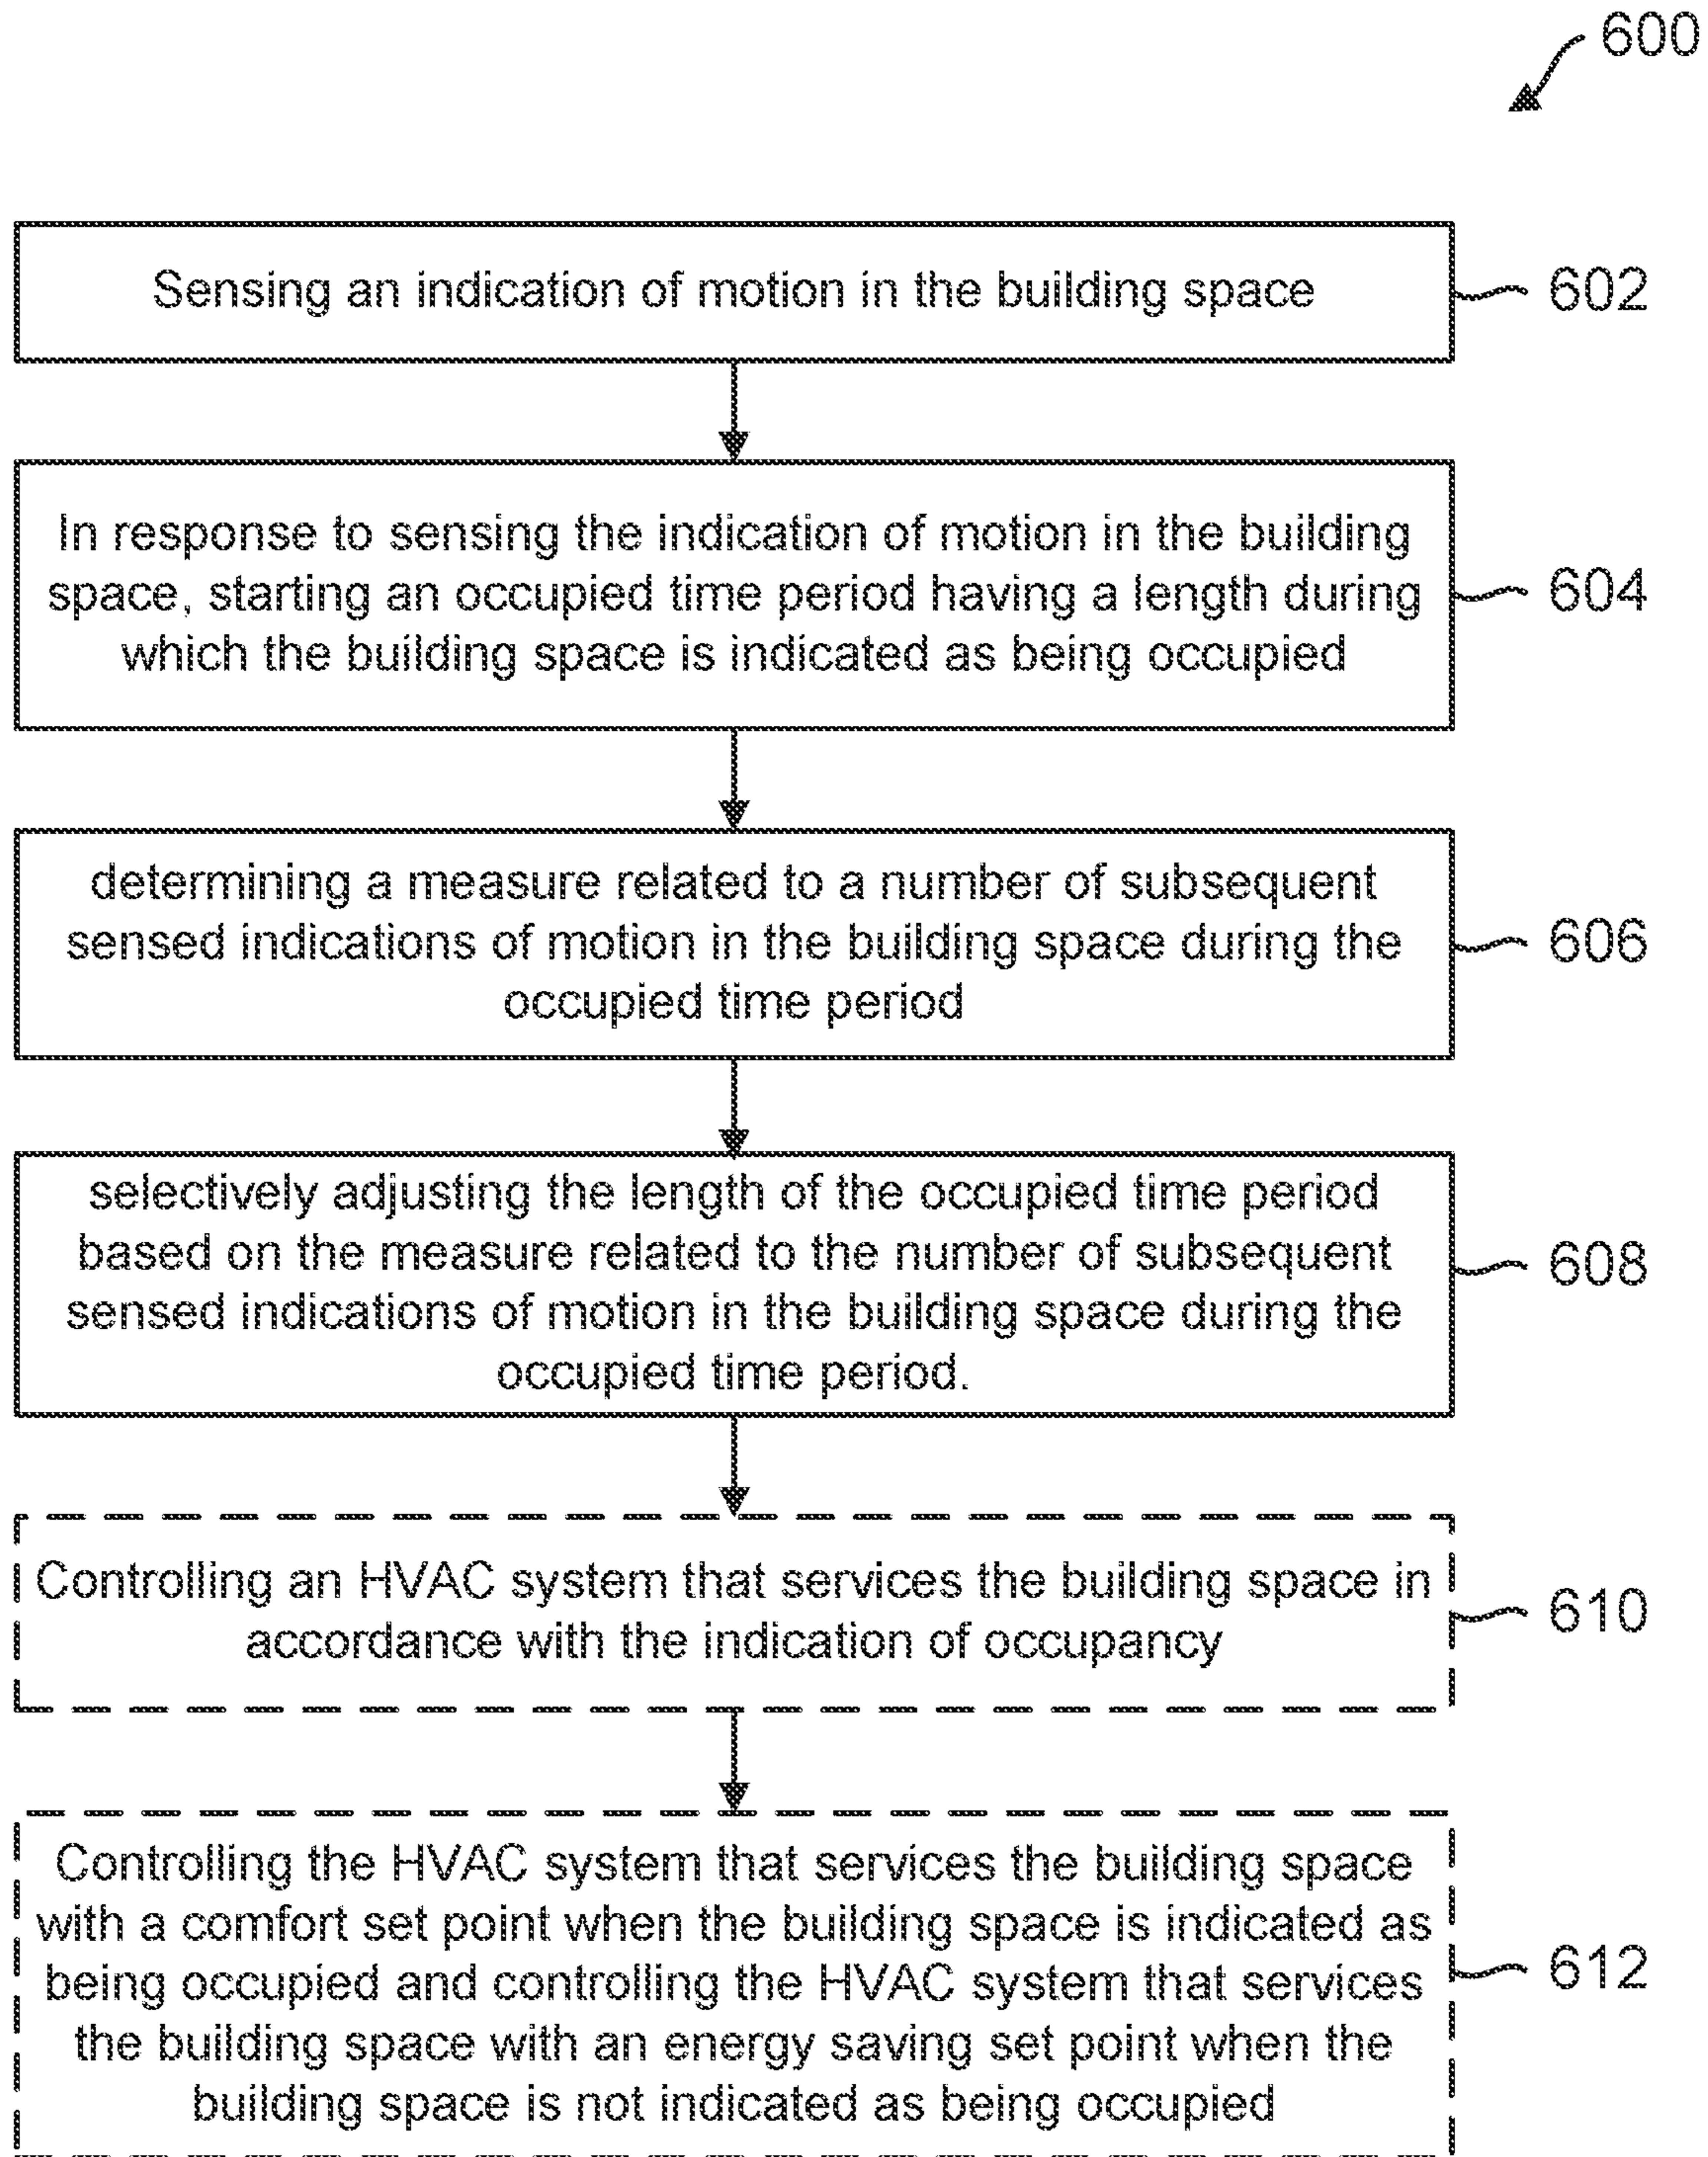 600
Sensing an indication of motion in the building space
602
In response to sensing the indication of motion in the building
space, starting an occupied time period having a length during
which the building space is indicated as being occupied
604
determining a measure related to a number of subsequent
sensed indications of motion in the building space during the
occupied time period
606
selectively adjusting the length of the occupied time period
based on the measure related to the number of subsequent
sensed indications of motion in the building space during the
occupied time period.
608
Controlling an HVAC system that services the building space in
accordance with the indication of occupancy
610
Controlling the HVAC system that services the building space
with a comfort set point when the building space is indicated as
being occupied and controlling the HVAC system that services
the building space with an energy saving set point when the
building space is not indicated as being occupied
612